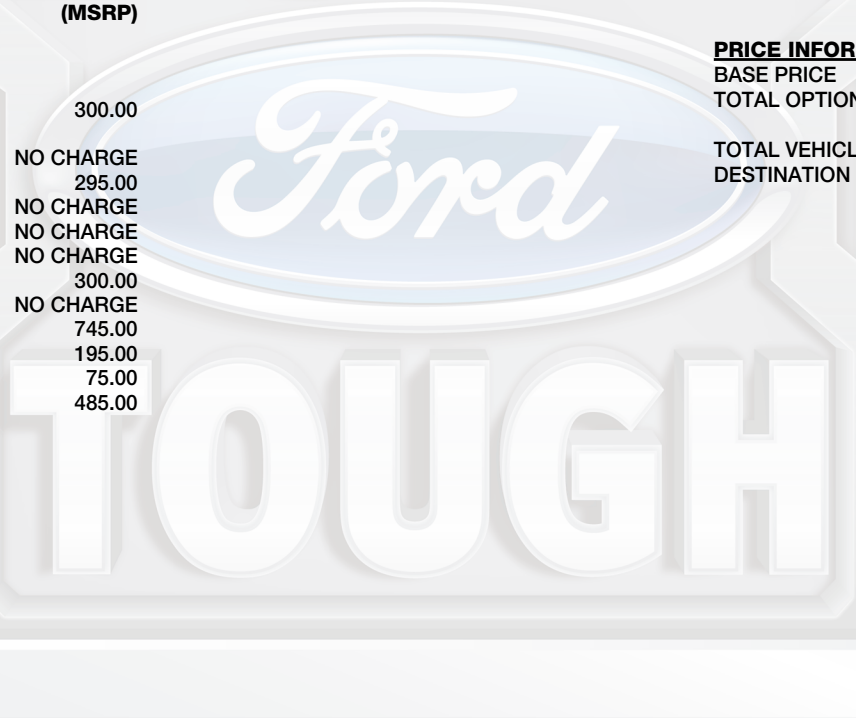 (MSRP)
300.00
NO CHARGE
295.00
NO CHARGE
NO CHARGE
NO CHARGE
300.00
NO CHARGE
745.00
195.00
75.00
485.00
PRICE INFOR
BASE PRICE
TOTAL OPTION
TOTAL VEHICL
DESTINATION
Ford
TOUGH